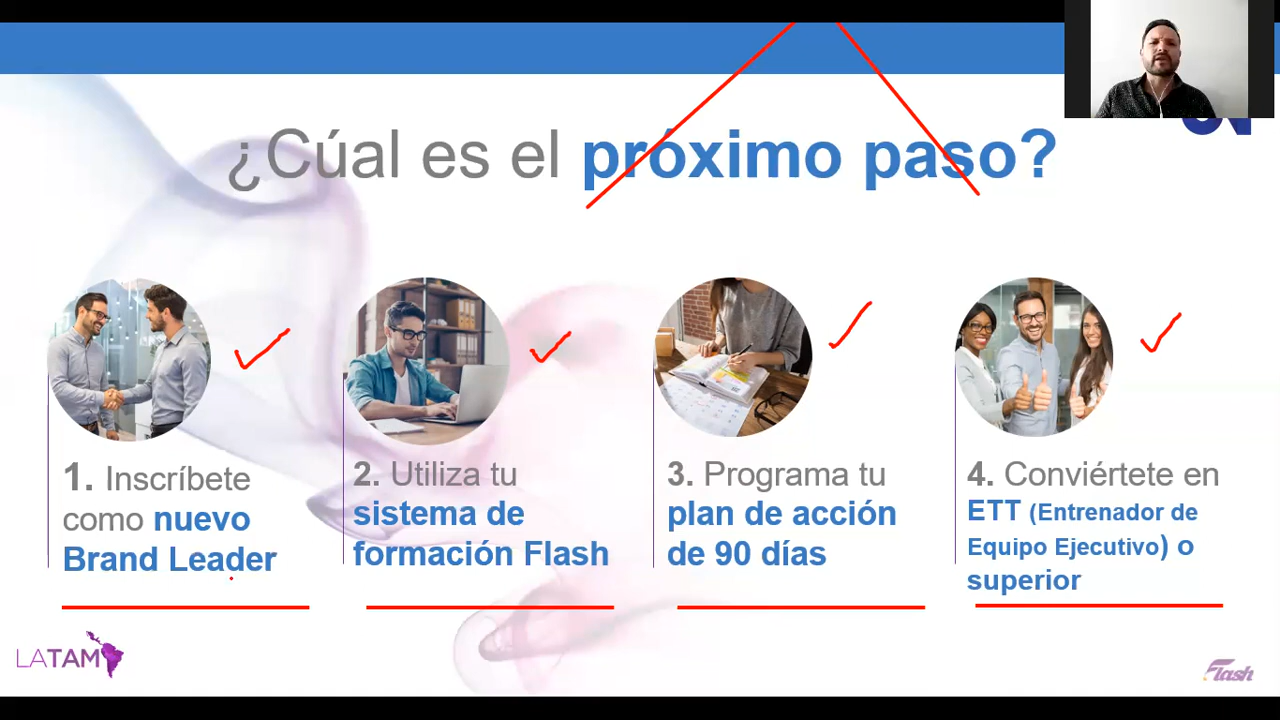 ¿Cúal es el próximo paso?
1. Inscríbete
como nuevo
Brand Leader
2. Utiliza tu
sistema de
formación Flash
3. Programa tu
plan de acción
de 90 días
4. Conviértete en
ETT (Entrenador de
Equipo Ejecutivo) o
superior
LATAM
Flash